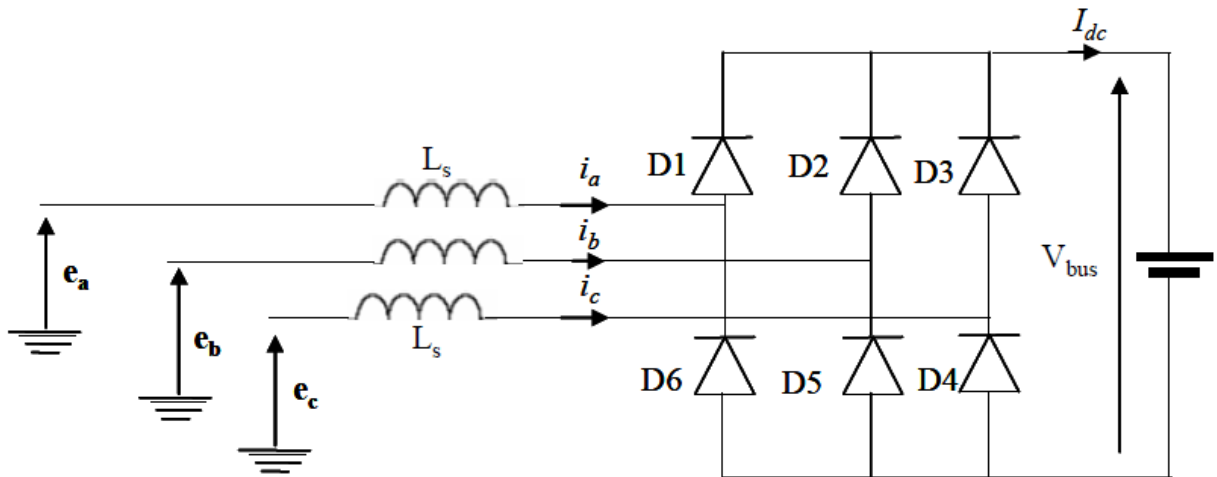 I_dc
L_s
i_a
D1
D2
D3
i_b
e_a
V_bus
i_c
e_b
L_s
D6
D5
D4
e_c